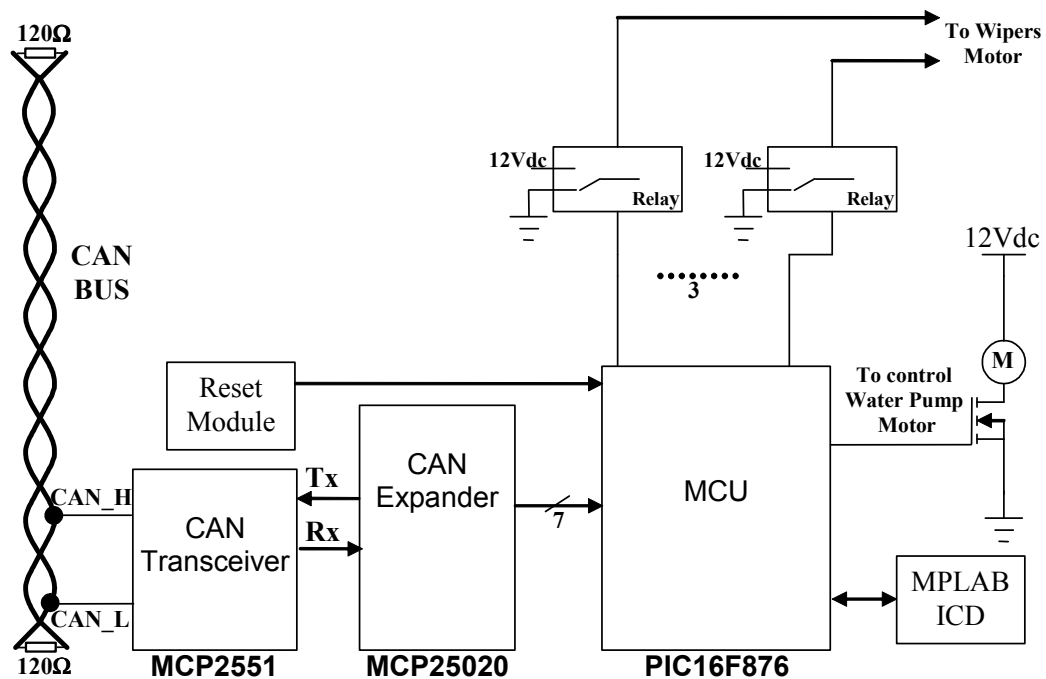 120Ω
To Wipers
Motor
12Vdc
Relay
12Vdc
Relay
12Vdc
CAN
BUS
3
Reset
Module
M
To control
Water Pump
Motor
CAN
Expander
MCU
Tx
CAN_H
CAN
Transceiver
Rx
7
MPLAB
ICD
CAN_L
120Ω
MCP2551
MCP25020
PIC16F876